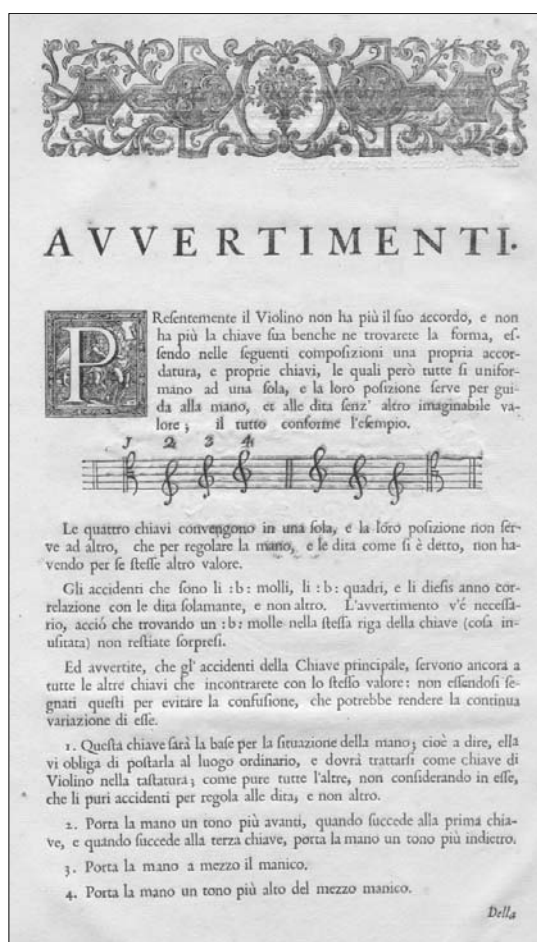 AVVERTIMENTI.
PResentemente il Violino non ha più il suo accordo, e non
ha più la chiave sua benche ne trovarete la forma, es-
sendo nelle seguenti composizioni una propria accor-
datura, e proprie chiavi, le quali però tutte si unifor-
mano ad una sola, e la loro posizione serve per gui-
da alla mano, et alle dita senz' altro imaginabile va-
lore; il tutto conforme l'esempio.
1 2 3 4
Le quattro chiavi convengono in una sola, e la loro posizione non ser-
ve ad altro, che per regolare la mano, e le dita come si è detto, non ha-
vendo per se stesse altro valore.
Gli accidenti che sono li :b: molli, li :b: quadri, e li diesis anno cor-
relazione con le dita solamante, e non altro. L'avvertimento v'é necessa-
rio, acció che trovando un :b: molle nella stessa riga della chiave (cosa in-
usitata) non restiate sorpresi.
Ed avvertite, che gl' accidenti della Chiave principale, servono ancora a
tutte le altre chiavi che incontrarete con lo stesso valore: non essendosi se-
gnati questi per evitare la confusione, che potrebbe rendere la continua
variazione di esse.
1. Questa chiave sarà la base per la situazione della mano; cioè a dire, ella
vi obliga di postarla al luogo ordinario, e dovrà trattarsi come chiave di
Violino nella tastatura; come pure tutte l'altre, non considerando in esse,
che li puri accidenti per regola alle dita, e non altro.
2. Porta la mano un tono più avanti, quando succede alla prima chia-
ve, e quando succede alla terza chiave, porta la mano un tono più indietro.
3. Porta la mano a mezzo il manico.
4. Porta la mano un tono più alto del mezzo manico.
Della